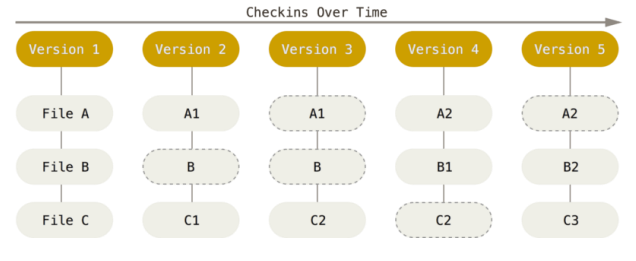 Checkins Over Time
Version 1 Version 2 Version 3 Version 4 Version 5
File A A1 A1 A2 A2
File B B B B1 B2
File C C1 C2 C2 C3